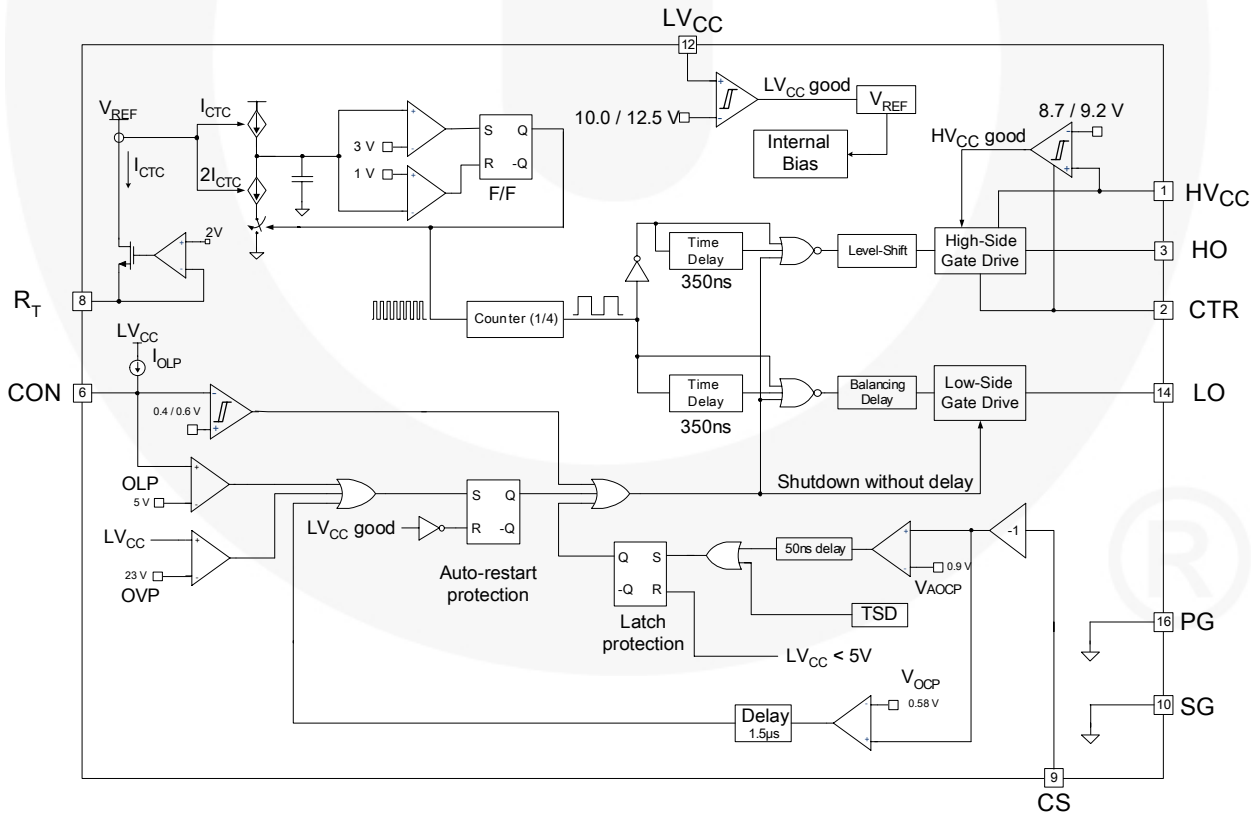 LVCC
12
VREF
ICTC
ICTC
2ICTC
3 V
1 V
+
-
+
-
S
Q
R
-Q
F/F
+
-
10.0 / 12.5 V
LVCC good
VREF
Internal
Bias
8.7 / 9.2 V
HVCC good
-
+
1
HVCC
2V
+
-
8
RT
Time
Delay
350ns
Level-Shift
High-Side
Gate Drive
3
HO
2
CTR
Counter (1/4)
LVCC
IOLP
CON
6
0.4 / 0.6 V
-
+
Time
Delay
350ns
Balancing
Delay
Low-Side
Gate Drive
14
LO
OLP
5 V
+
-
LVCC
23 V
OVP
+
-
S
Q
R
-Q
LVCC good
Auto-restart
protection
Shutdown without delay
Q
S
-Q
R
Latch
protection
50ns delay
+
-
0.9 V
VAOCP
-1
TSD
LVCC < 5V
16
PG
VOCP
0.58 V
-
+
Delay
1.5µs
10
SG
9
CS
®